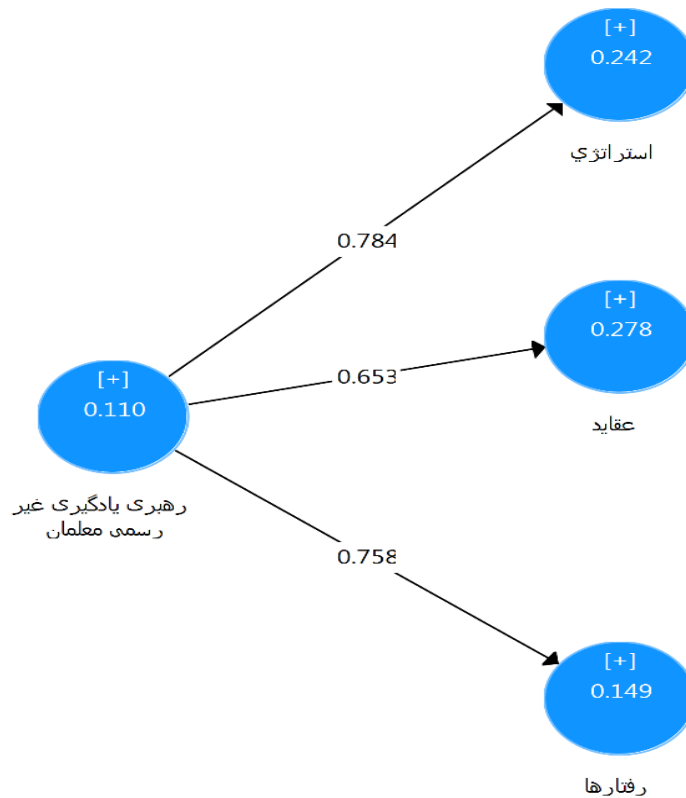 [+]
0.242
استراتژي
0.784
[+]
0.278
عقاید
0.653
[+]
0.110
رهبری یادگیری غیر
رسمی معلمان
0.758
[+]
0.149
رفتارها